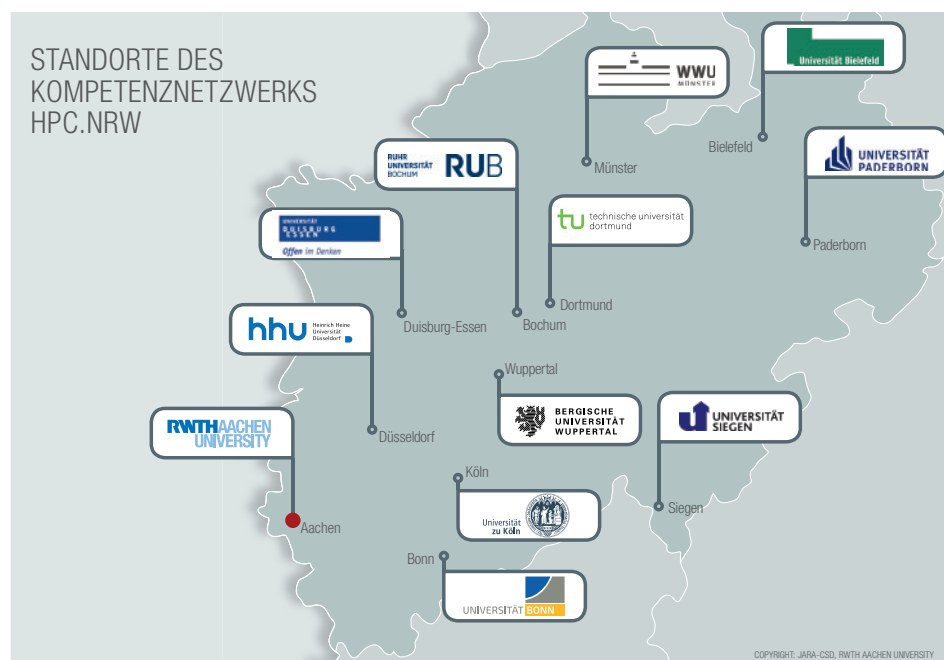 STANDORTE DES
KOMPETENZNETZWERKS
HPC.NRW
WWU
MÜNSTER
Münster
Universität Bielefeld
Bielefeld
RUHR
UNIVERSITÄT
BOCHUM
RUB
UNIVERSITÄT
PADERBORN
Paderborn
UNIVERSITÄT
DUISBURG
ESSEN
Offen im Denken
Duisburg-Essen
technische universität
dortmund
tu
Dortmund
Bochum
hhu
Heinrich Heine
Universität
Düsseldorf
Düsseldorf
Wuppertal
BERGISCHE
UNIVERSITÄT
WUPPERTAL
UNIVERSITÄT
SIEGEN
Siegen
RWTHAACHEN
UNIVERSITY
Aachen
Köln
Universität
zu Köln
Bonn
UNIVERSITÄT BONN
COPYRIGHT: JARA-CSD, RWTH AACHEN UNIVERSITY